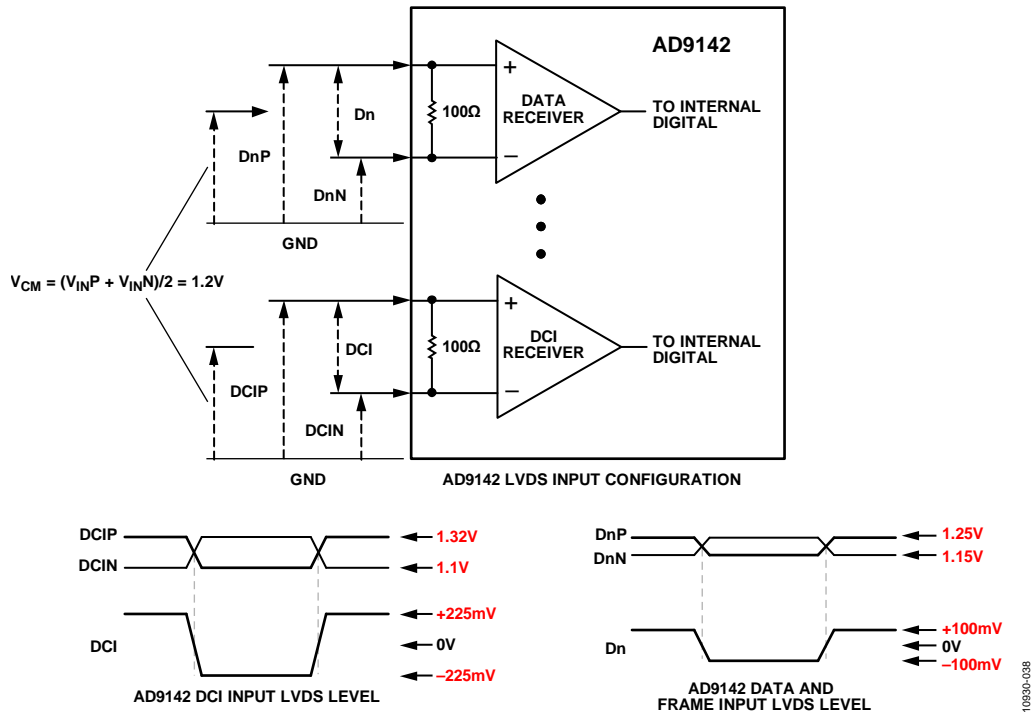 AD9142
+
DATA
RECEIVER
−
100Ω
TO INTERNAL
DIGITAL
Dn
DnP
DnN
GND
V_CM = (V_INP + V_INN)/2 = 1.2V
+
DCI
RECEIVER
−
100Ω
TO INTERNAL
DIGITAL
DCI
DCIP
DCIN
GND
AD9142 LVDS INPUT CONFIGURATION
DCIP
DCIN
1.32V
1.1V
DCI
+225mV
0V
−225mV
AD9142 DCI INPUT LVDS LEVEL
DnP
DnN
1.25V
1.15V
Dn
+100mV
0V
−100mV
AD9142 DATA AND
FRAME INPUT LVDS LEVEL
10930-038